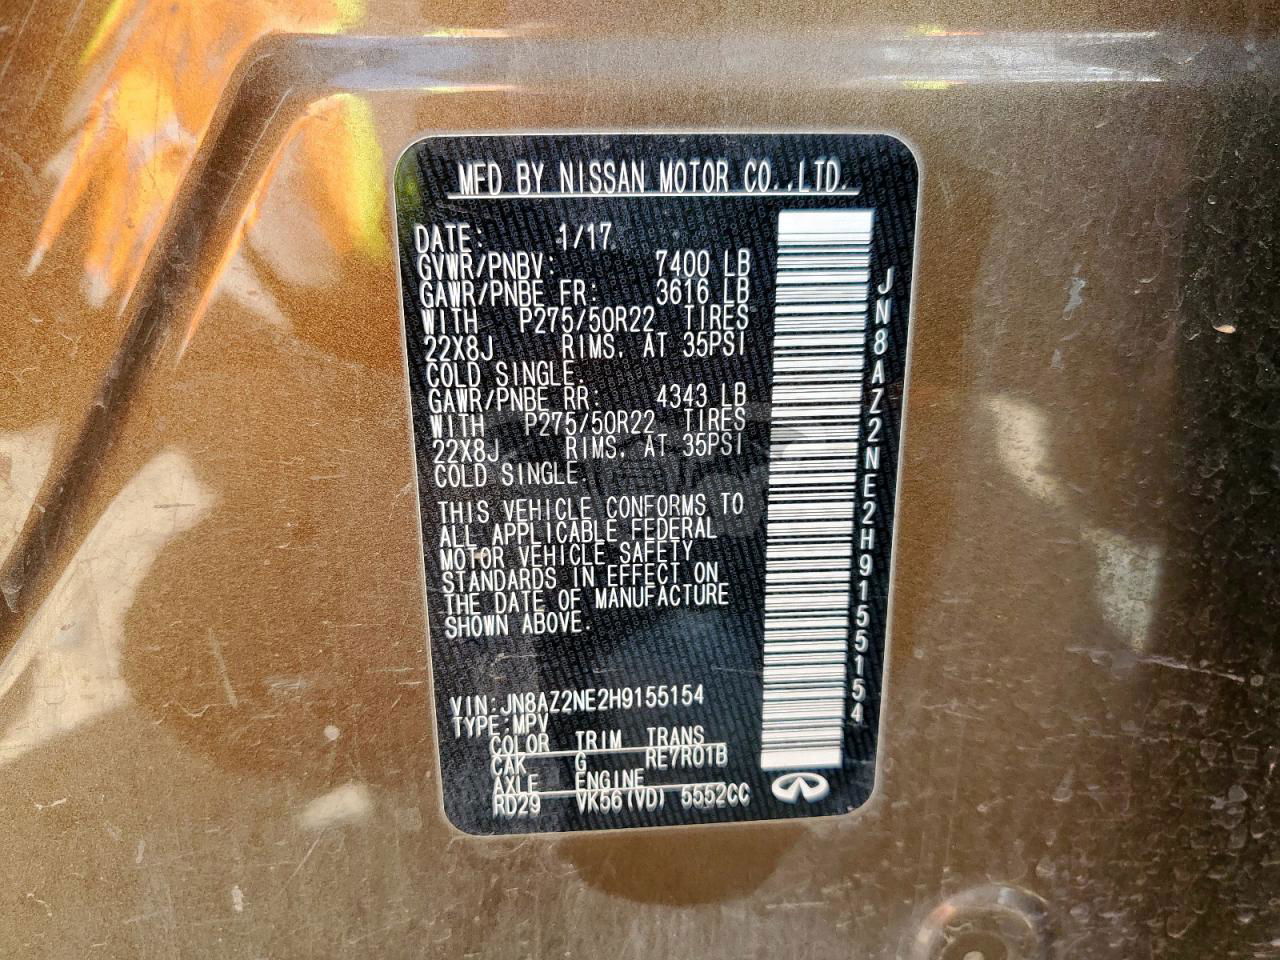 MFD BY NISSAN MOTOR CO.,LTD.
DATE: 1/17
GVWR/PNBV: 7400 LB
GAWR/PNBE FR: 3616 LB
WITH P275/50R22 TIRES
22X8J RIMS. AT 35PSI
COLD SINGLE.
GAWR/PNBE RR: 4343 LB
WITH P275/50R22 TIRES
22X8J RIMS. AT 35PSI
COLD SINGLE.
THIS VEHICLE CONFORMS TO
ALL APPLICABLE FEDERAL
MOTOR VEHICLE SAFETY
STANDARDS IN EFFECT ON
THE DATE OF MANUFACTURE
SHOWN ABOVE.
VIN:JN8AZ2NE2H9155154
TYPE:MPV
COLOR TRIM TRANS
CAK G RE7R01B
AXLE ENGINE
RD29 VK56(VD) 5552CC
JN8AZ2NE2H9155154